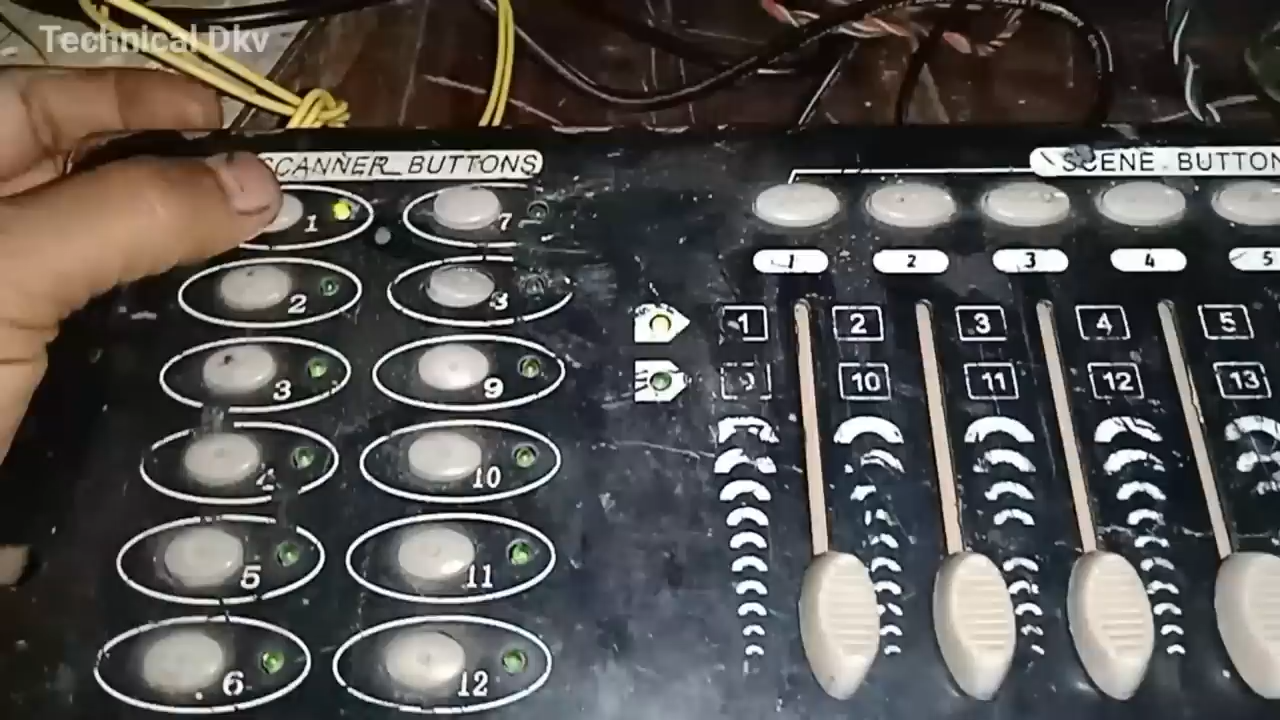 Technical Dkv
SCANNER BUTTONS
SCENE BUTTON
1 7
2 8
3 9
4 10
5 11
6 12
1 2 3 4 5
1 2 3 4 5
9 10 11 12 13